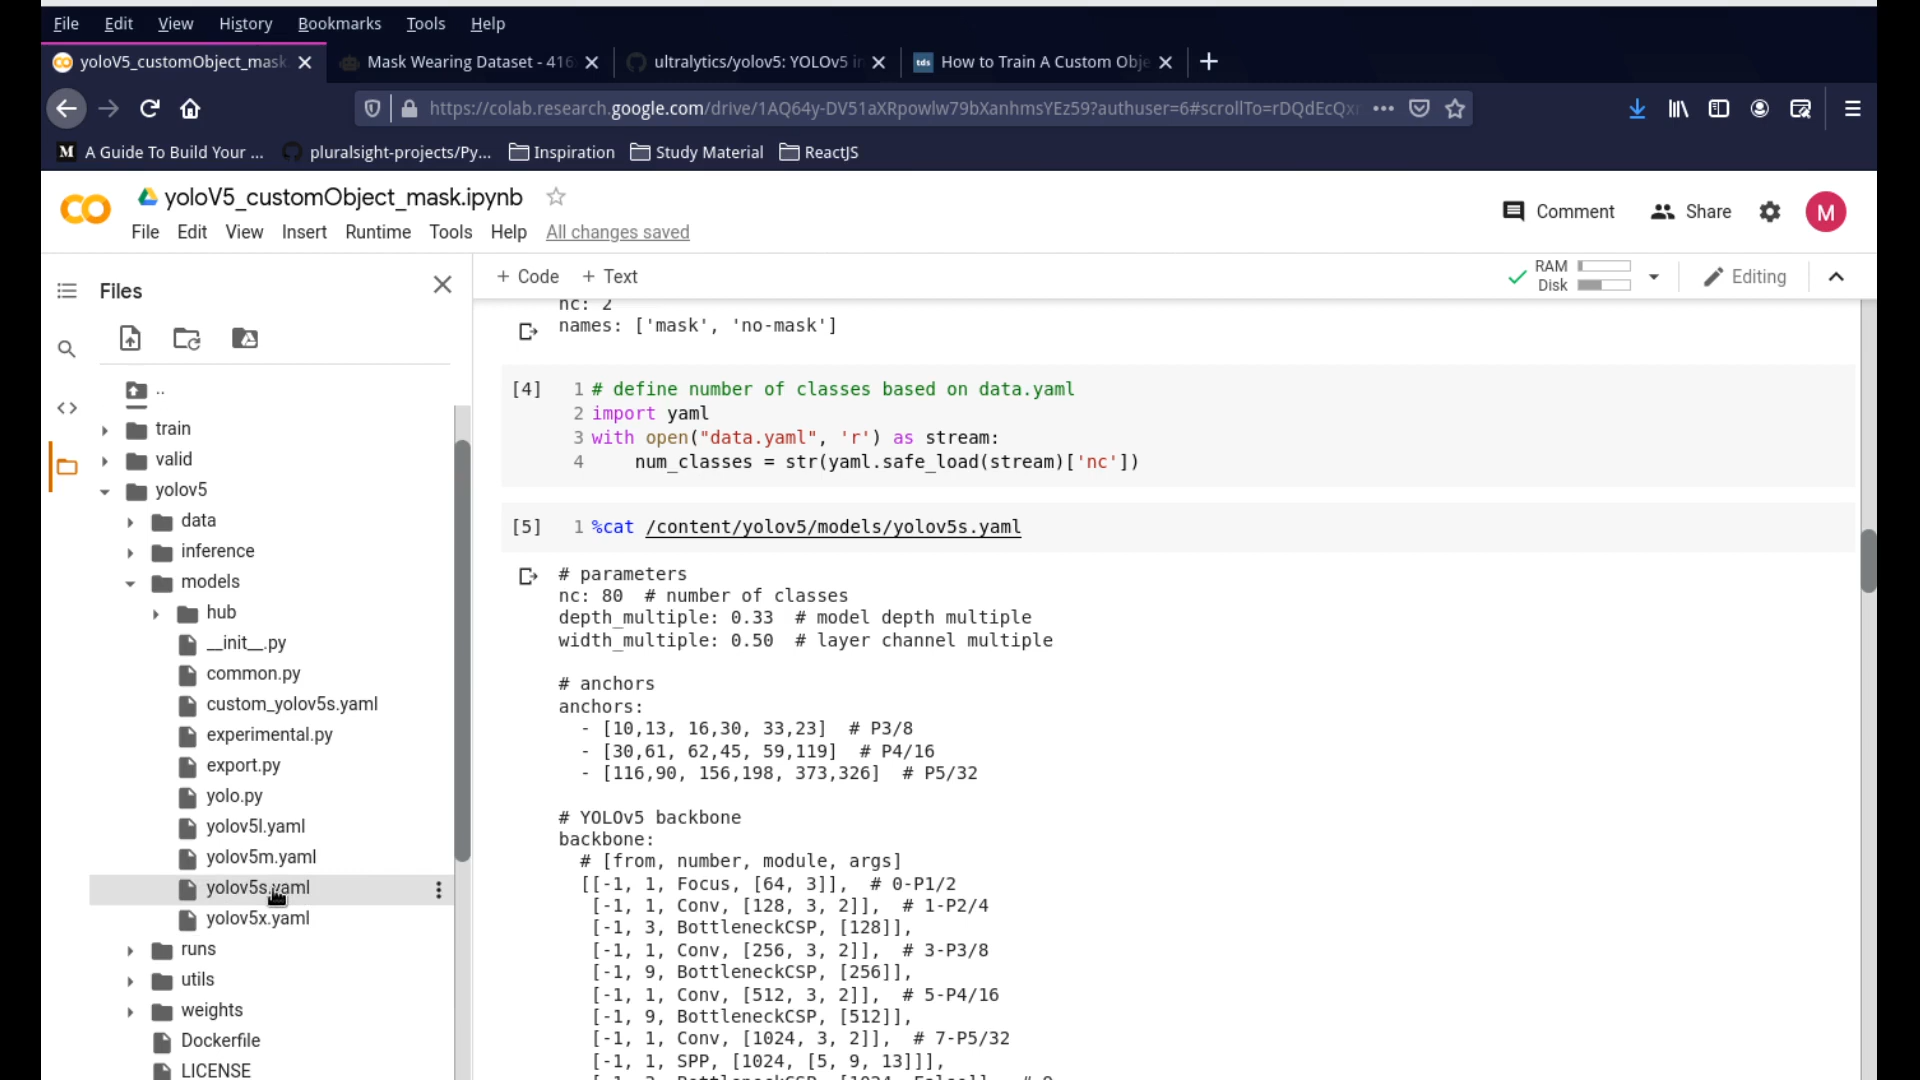 File Edit View History Bookmarks Tools Help
yoloV5_customObject_mask
Mask Wearing Dataset - 416
ultralytics/yolov5: YOLOv5 in
tds How to Train A Custom Obje
https://colab.research.google.com/drive/1AQ64y-DV51aXRpowlw79bXanhmsYEz59?authuser=6#scrollTo=rDQdEcQx
M A Guide To Build Your ... pluralsight-projects/Py... Inspiration Study Material ReactJS
yoloV5_customObject_mask.ipynb
Comment Share M
File Edit View Insert Runtime Tools Help All changes saved
Files
+ Code + Text
RAM
Disk
Editing
..
train
valid
yolov5
data
inference
models
hub
__init__.py
common.py
custom_yolov5s.yaml
experimental.py
export.py
yolo.py
yolov5l.yaml
yolov5m.yaml
yolov5s.yaml
yolov5x.yaml
runs
utils
weights
Dockerfile
LICENSE
nc: 2
names: ['mask', 'no-mask']
[4] 1 # define number of classes based on data.yaml
2 import yaml
3 with open("data.yaml", 'r') as stream:
4     num_classes = str(yaml.safe_load(stream)['nc'])
[5] 1 %cat /content/yolov5/models/yolov5s.yaml
# parameters
nc: 80  # number of classes
depth_multiple: 0.33  # model depth multiple
width_multiple: 0.50  # layer channel multiple
# anchors
anchors:
  - [10,13, 16,30, 33,23]  # P3/8
  - [30,61, 62,45, 59,119]  # P4/16
  - [116,90, 156,198, 373,326]  # P5/32
# YOLOv5 backbone
backbone:
  # [from, number, module, args]
  [[-1, 1, Focus, [64, 3]],  # 0-P1/2
   [-1, 1, Conv, [128, 3, 2]],  # 1-P2/4
   [-1, 3, BottleneckCSP, [128]],
   [-1, 1, Conv, [256, 3, 2]],  # 3-P3/8
   [-1, 9, BottleneckCSP, [256]],
   [-1, 1, Conv, [512, 3, 2]],  # 5-P4/16
   [-1, 9, BottleneckCSP, [512]],
   [-1, 1, Conv, [1024, 3, 2]],  # 7-P5/32
   [-1, 1, SPP, [1024, [5, 9, 13]]],
   [-1, 3, BottleneckCSP, [1024, False]],  # 9